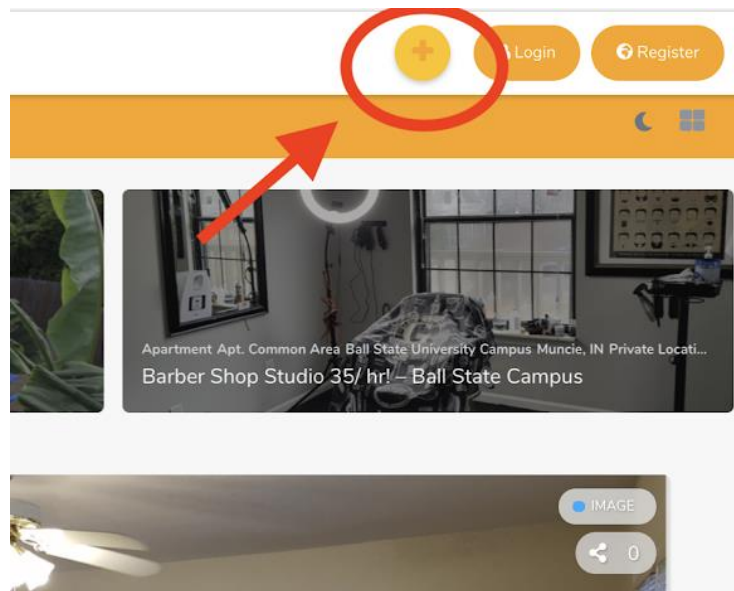 Login
Register
Apartment Apt. Common Area Ball State University Campus Muncie, IN Private Locati...
Barber Shop Studio 35/ hr! – Ball State Campus
IMAGE
0